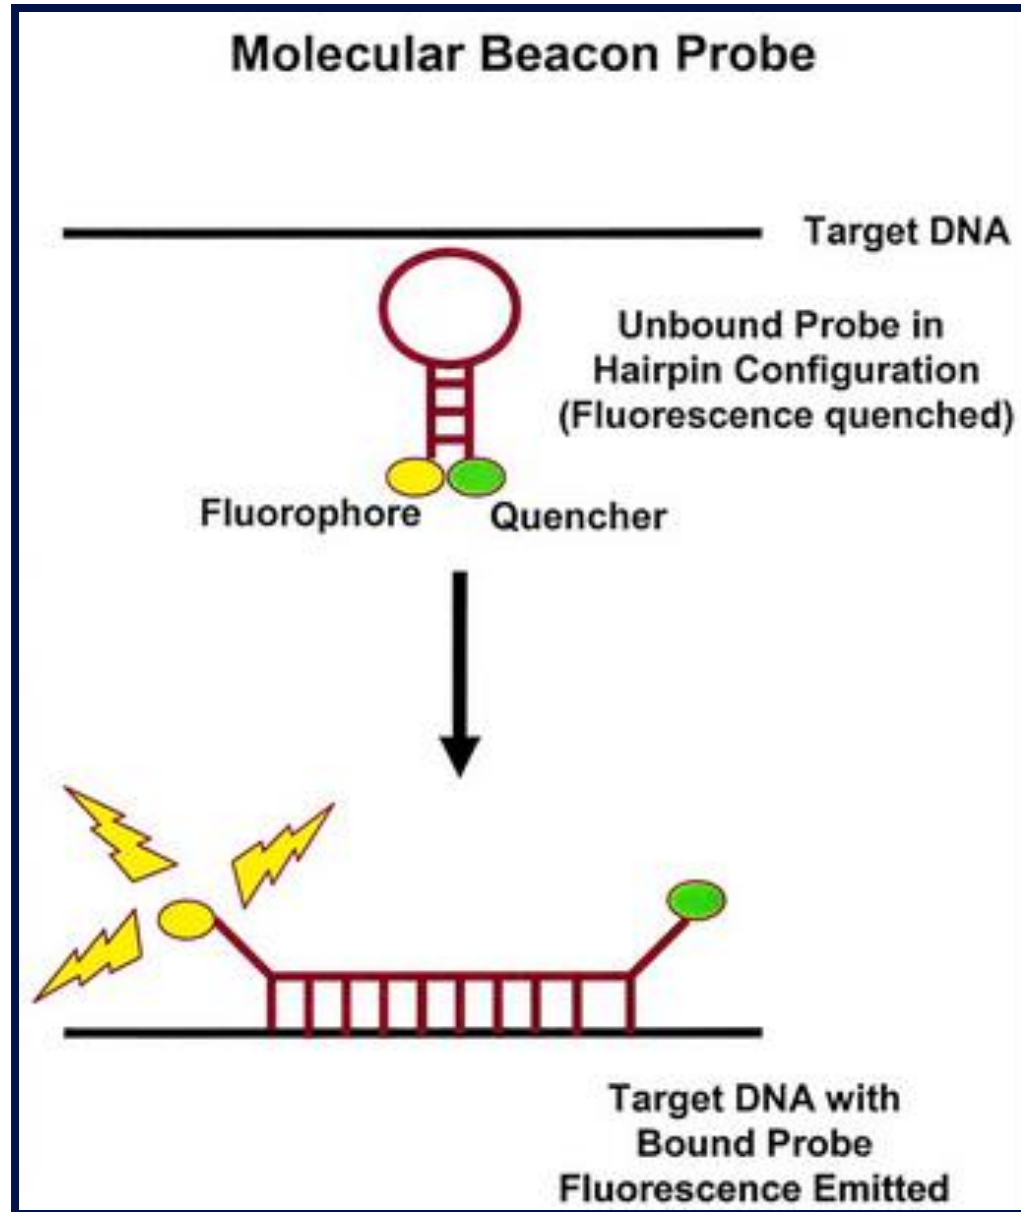 Molecular Beacon Probe
Target DNA
Unbound Probe in
Hairpin Configuration
(Fluorescence quenched)
Fluorophore
Quencher
Target DNA with
Bound Probe
Fluorescence Emitted